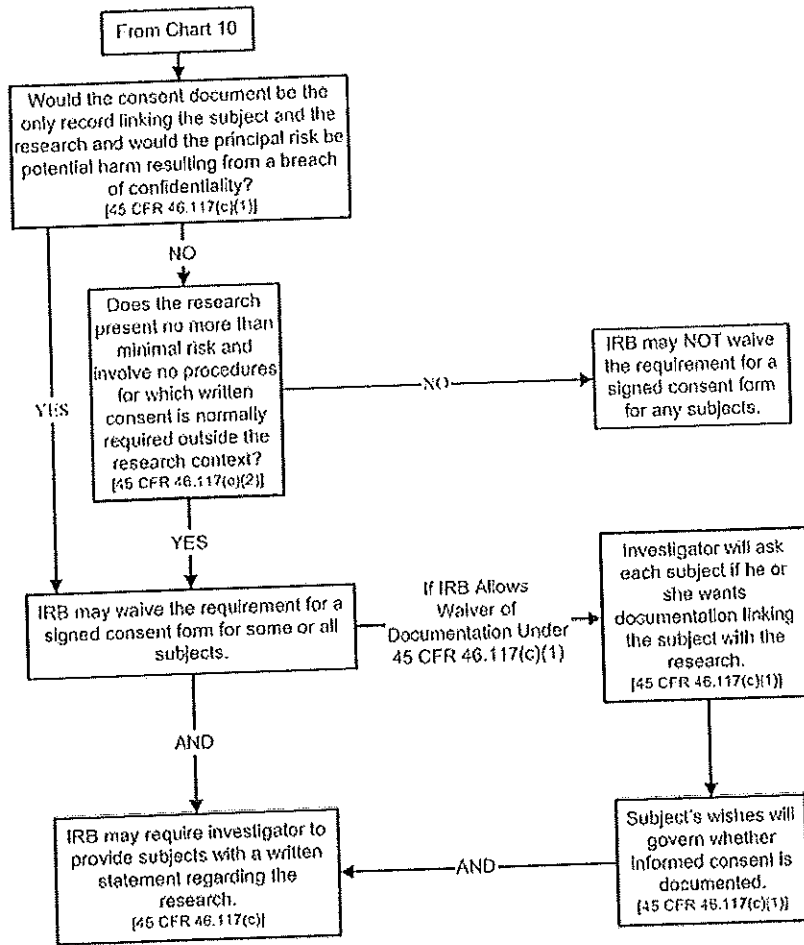 From Chart 10
Would the consent document be the
only record linking the subject and the
research and would the principal risk be
potential harm resulting from a breach
of confidentiality?
[45 CFR 46.117(c)(1)]
NO
YES
Does the research
present no more than
minimal risk and
involve no procedures
for which written
consent is normally
required outside the
research context?
[45 CFR 46.117(c)(2)]
NO
IRB may NOT waive
the requirement for a
signed consent form
for any subjects.
YES
IRB may waive the requirement for a
signed consent form for some or all
subjects.
If IRB Allows
Waiver of
Documentation Under
45 CFR 46.117(c)(1)
Investigator will ask
each subject if he or
she wants
documentation linking
the subject with the
research.
[45 CFR 46.117(c)(1)]
AND
IRB may require investigator to
provide subjects with a written
statement regarding the
research.
[45 CFR 46.117(c)]
AND
Subject's wishes will
govern whether
informed consent is
documented.
[45 CFR 46.117(c)(1)]